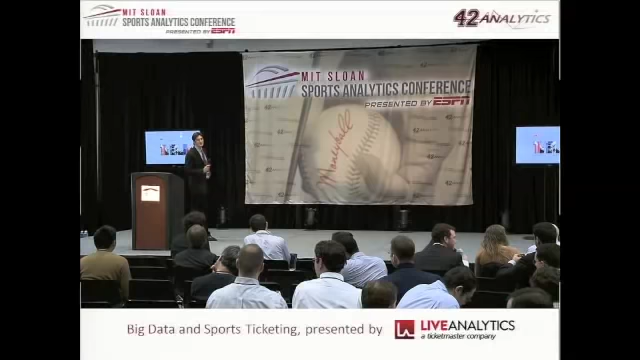 MIT SLOAN
SPORTS ANALYTICS CONFERENCE
PRESENTED BY ESPN
42 ANALYTICS
MIT SLOAN
SPORTS ANALYTICS CONFERENCE
PRESENTED BY ESPN
Moneyball
Big Data and Sports Ticketing, presented by
LIVEANALYTICS
a ticketmaster company